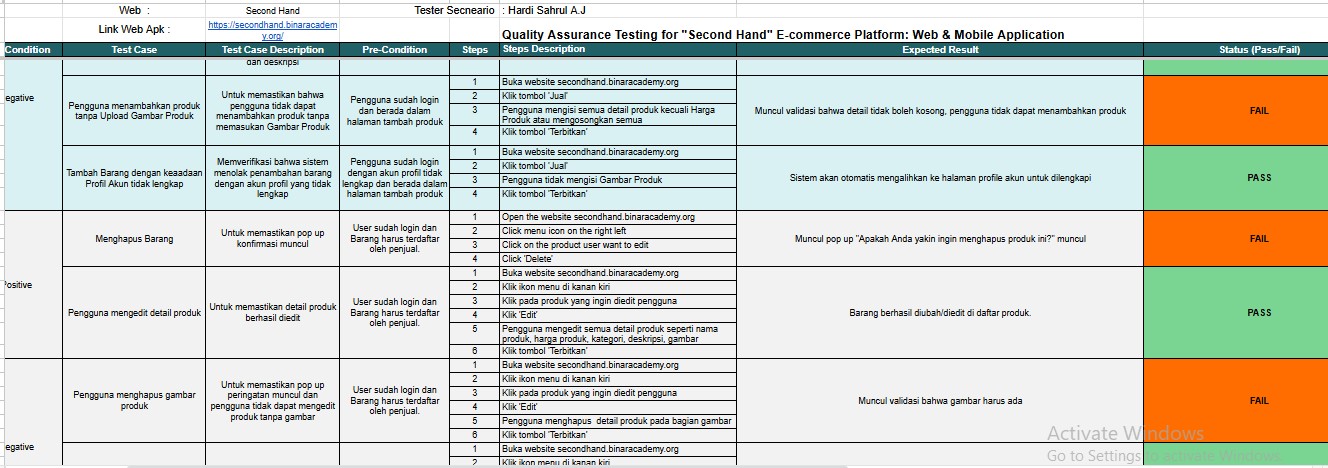 Web :
Second Hand
Tester Secneario : Hardi Sahrul A.J
Link Web Apk :
https://secondhand.binaracadem
y.org/
Quality Assurance Testing for "Second Hand" E-commerce Platform: Web & Mobile Application
Condition Test Case Test Case Description Pre-Condition Steps Steps Description Expected Result Status (Pass/Fail)
dan deskripsi
egative
Pengguna menambahkan produk
tanpa Upload Gambar Produk
Untuk memastikan bahwa
pengguna tidak dapat
menambahkan produk tanpa
memasukan Gambar Produk
Pengguna sudah login
dan berada dalam
halaman tambah produk
1 Buka website secondhand.binaracademy.org
2 Klik tombol 'Jual'
3 Pengguna mengisi semua detail produk kecuali Harga
Produk atau mengosongkan semua
4 Klik tombol 'Terbitkan'
Muncul validasi bahwa detail tidak boleh kosong, pengguna tidak dapat menambahkan produk
FAIL
Tambah Barang dengan keaadaan
Profil Akun tidak lengkap
Memverifikasi bahwa sistem
menolak penambahan barang
dengan akun profil yang tidak
lengkap
Pengguna sudah login
dengan akun profil tidak
lengkap dan berada dalam
halaman tambah produk
1 Buka website secondhand.binaracademy.org
2 Klik tombol 'Jual'
3 Pengguna tidak mengisi Gambar Produk
4 Klik tombol 'Terbitkan'
Sistem akan otomatis mengalihkan ke halaman profile akun untuk dilengkapi
PASS
Positive
Menghapus Barang
Untuk memastikan pop up
konfirmasi muncul
User sudah login dan
Barang harus terdaftar
oleh penjual.
1 Open the website secondhand.binaracademy.org
2 Click menu icon on the right left
3 Click on the product user want to edit
4 Click 'Delete'
Muncul pop up "Apakah Anda yakin ingin menghapus produk ini?" muncul
FAIL
Pengguna mengedit detail produk
Untuk memastikan detail produk
berhasil diedit
User sudah login dan
Barang harus terdaftar
oleh penjual.
1 Buka website secondhand.binaracademy.org
2 Klik ikon menu di kanan kiri
3 Klik pada produk yang ingin diedit pengguna
4 Klik 'Edit'
5 Pengguna mengedit semua detail produk seperti nama
produk, harga produk, kategori, deskripsi, gambar
6 Klik tombol 'Terbitkan'
Barang berhasil diubah/diedit di daftar produk.
PASS
egative
Pengguna menghapus gambar
produk
Untuk memastikan pop up
peringatan muncul dan
pengguna tidak dapat mengedit
produk tanpa gambar
User sudah login dan
Barang harus terdaftar
oleh penjual.
1 Buka website secondhand.binaracademy.org
2 Klik ikon menu di kanan kiri
3 Klik pada produk yang ingin diedit pengguna
4 Klik 'Edit'
5 Pengguna menghapus detail produk pada bagian gambar
6 Klik tombol 'Terbitkan'
Muncul validasi bahwa gambar harus ada
FAIL
1 Buka website secondhand.binaracademy.org
2 Klik ikon menu di kanan kiri
Activate Windows
Go to Settings to activate Windows.